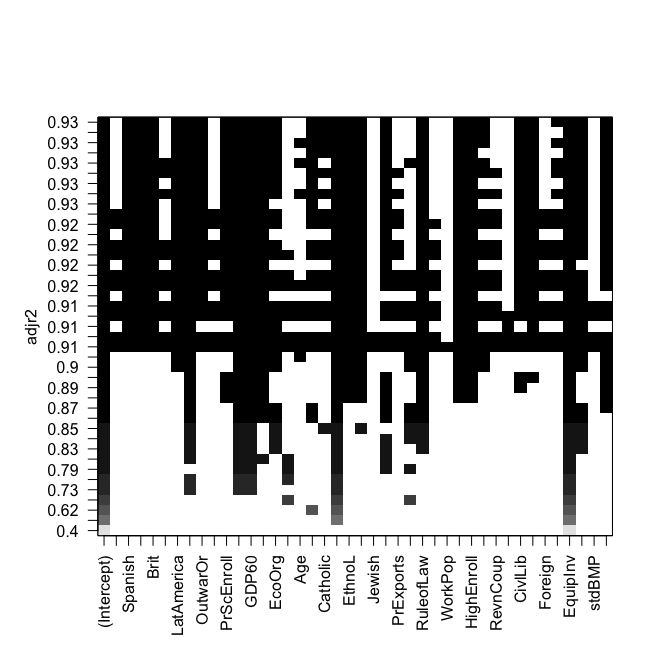 adjr2
0.93
0.93
0.93
0.93
0.93
0.92
0.92
0.92
0.92
0.91
0.91
0.91
0.9
0.89
0.87
0.85
0.83
0.79
0.73
0.62
0.4
(Intercept)
Spanish
Brit
LatAmerica
OutwarOr
PrScEnroll
GDP60
EcoOrg
Age
Catholic
EthnoL
Jewish
PrExports
RuleofLaw
WorkPop
HighEnroll
RevnCoup
CivlLib
Foreign
EquipInv
stdBMP